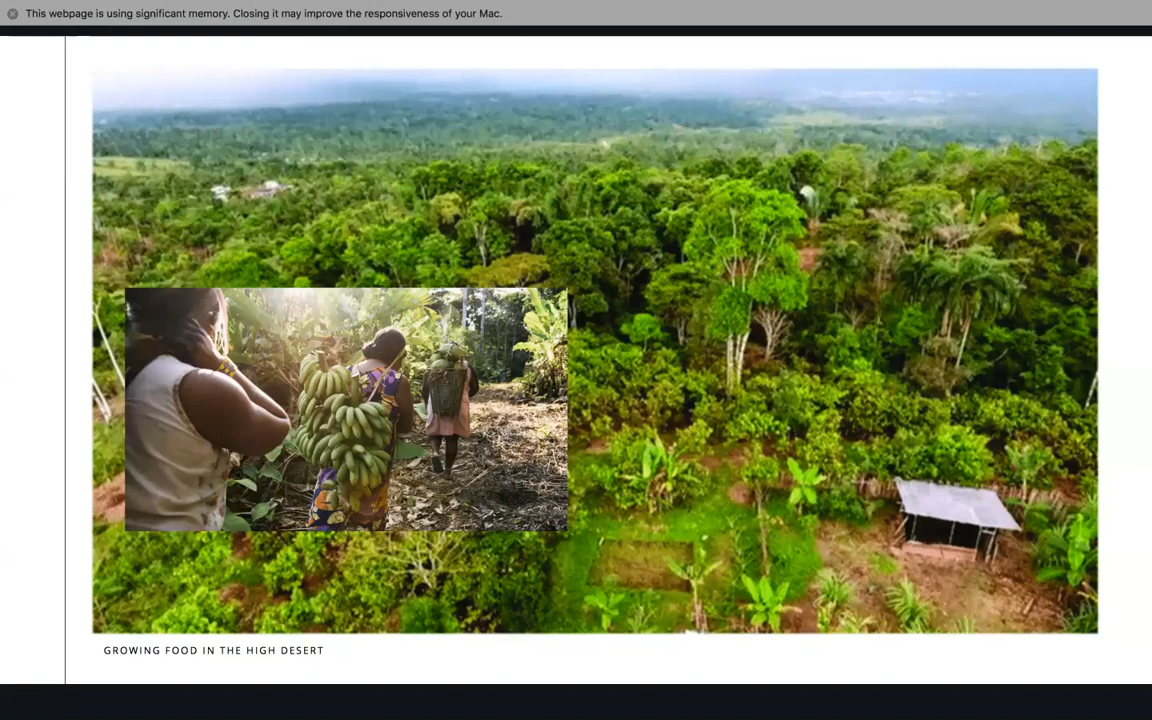 This webpage is using significant memory. Closing it may improve the responsiveness of your Mac.
GROWING FOOD IN THE HIGH DESERT